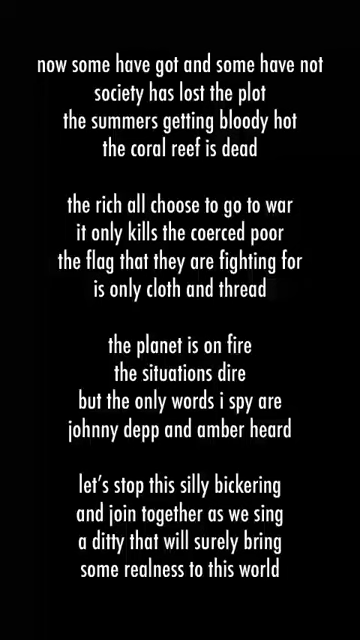 now some have got and some have not
society has lost the plot
the summers getting bloody hot
the coral reef is dead
the rich all choose to go to war
it only kills the coerced poor
the flag that they are fighting for
is only cloth and thread
the planet is on fire
the situations dire
but the only words i spy are
johnny depp and amber heard
let's stop this silly bickering
and join together as we sing
a ditty that will surely bring
some realness to this world